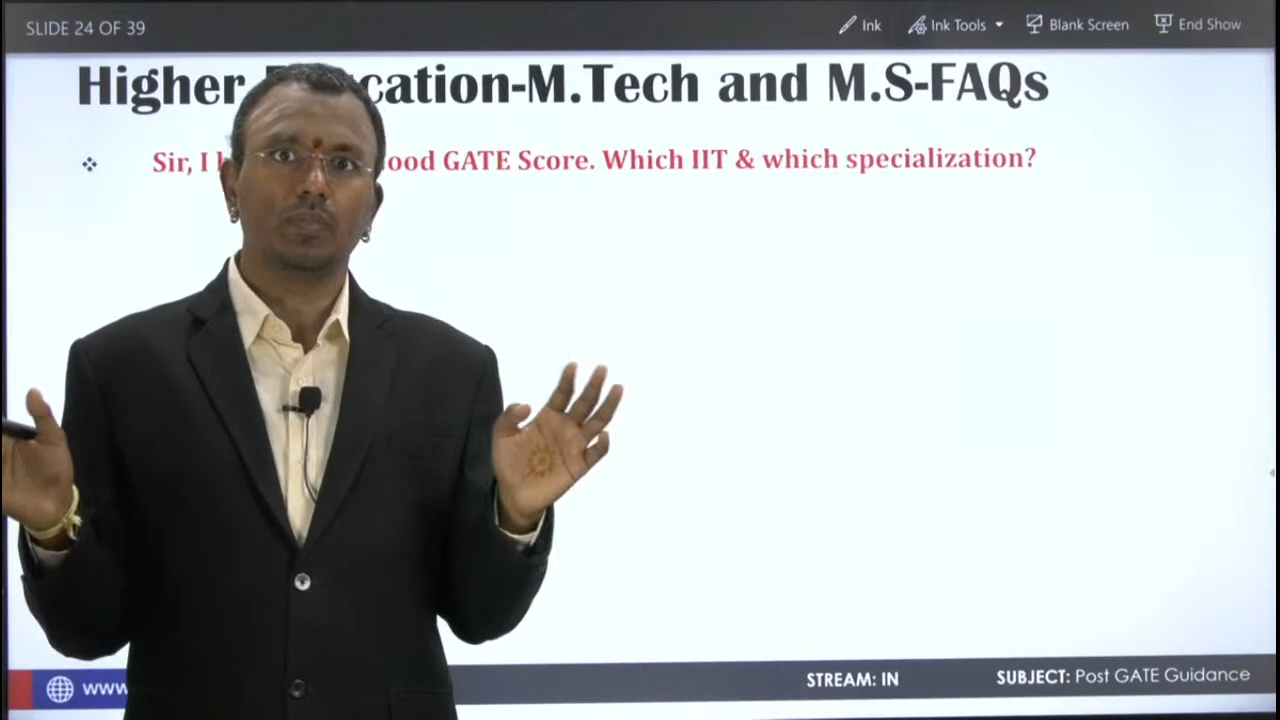 SLIDE 24 OF 39
Ink Ink Tools Blank Screen End Show
Higher cation-M.Tech and M.S-FAQs
❖ Sir, I ood GATE Score. Which IIT & which specialization?
www
STREAM: IN
SUBJECT: Post GATE Guidance